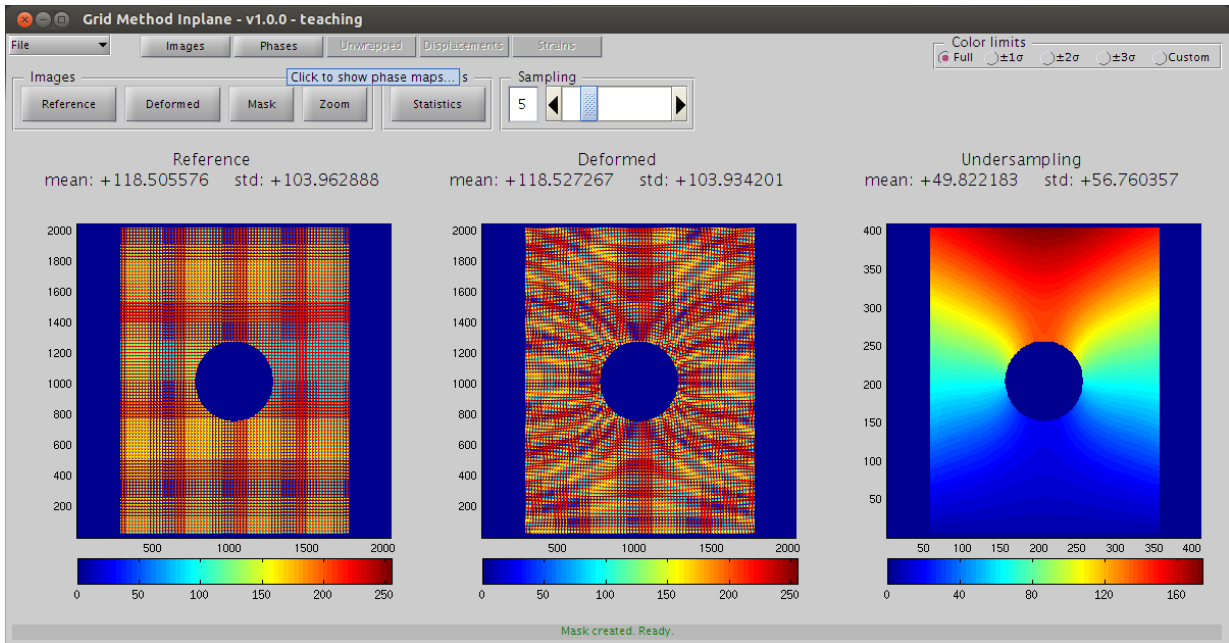 Grid Method Inplane - v1.0.0 - teaching
File Images Phases Unwrapped Displacements Strains
Color limits
Full ±1σ ±2σ ±3σ Custom
Images Click to show phase maps... s Sampling
Reference Deformed Mask Zoom Statistics 5
Reference Deformed Undersampling
mean: +118.505576 std: +103.962888 mean: +118.527267 std: +103.934201 mean: +49.822183 std: +56.760357
2000
1800
1600
1400
1200
1000
800
600
400
200
500 1000 1500 2000
0 50 100 150 200 250
2000
1800
1600
1400
1200
1000
800
600
400
200
500 1000 1500 2000
0 50 100 150 200 250
400
350
300
250
200
150
100
50
50 100 150 200 250 300 350 400
0 40 80 120 160
Mask created. Ready.